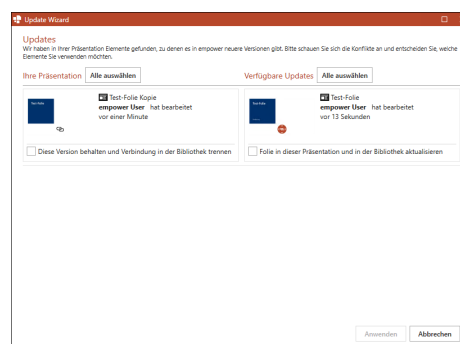 Update Wizard
Updates
Wir haben in Ihrer Präsentation Elemente gefunden, zu denen es in empower neuere Versionen gibt. Bitte schauen Sie sich die Konflikte an und entscheiden Sie, welche
Elemente Sie verwenden möchten.
Ihre Präsentation Alle auswählen
Verfügbare Updates Alle auswählen
Test-Folie
Test-Folie Kopie
empower User hat bearbeitet
vor einer Minute
Diese Version behalten und Verbindung in der Bibliothek trennen
Test-Folie
Test-Folie
empower User hat bearbeitet
vor 13 Sekunden
Folie in dieser Präsentation und in der Bibliothek aktualisieren
Anwenden Abbrechen